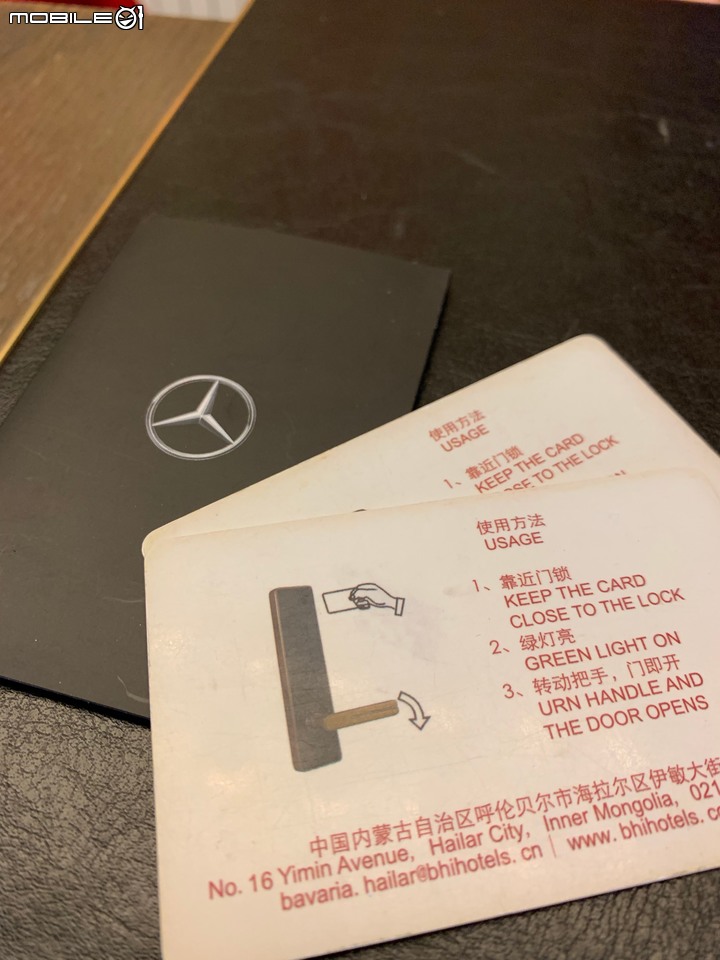 MOBILE01
使用方法
USAGE
1、靠近门锁
KEEP THE CARD
CLOSE TO THE LOCK
使用方法
USAGE
1、靠近门锁
KEEP THE CARD
CLOSE TO THE LOCK
2、绿灯亮
GREEN LIGHT ON
3、转动把手，门即开
URN HANDLE AND
THE DOOR OPENS
中国内蒙古自治区呼伦贝尔市海拉尔区伊敏大街
No. 16 Yimin Avenue, Hailar City, Inner Mongolia, 021
bavaria. hailar@bhihotels. cn | www. bhihotels.